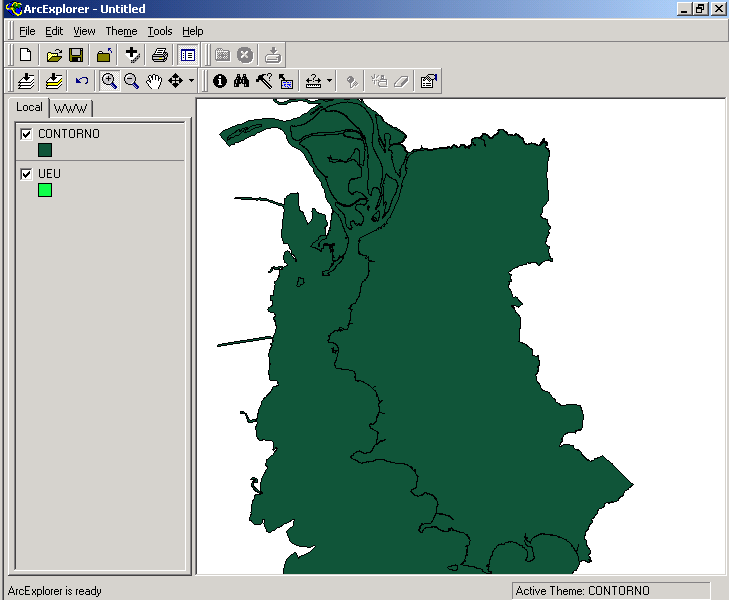 ArcExplorer - Untitled
File Edit View Theme Tools Help
Local WWW
CONTORNO
UEU
ArcExplorer is ready
Active Theme: CONTORNO